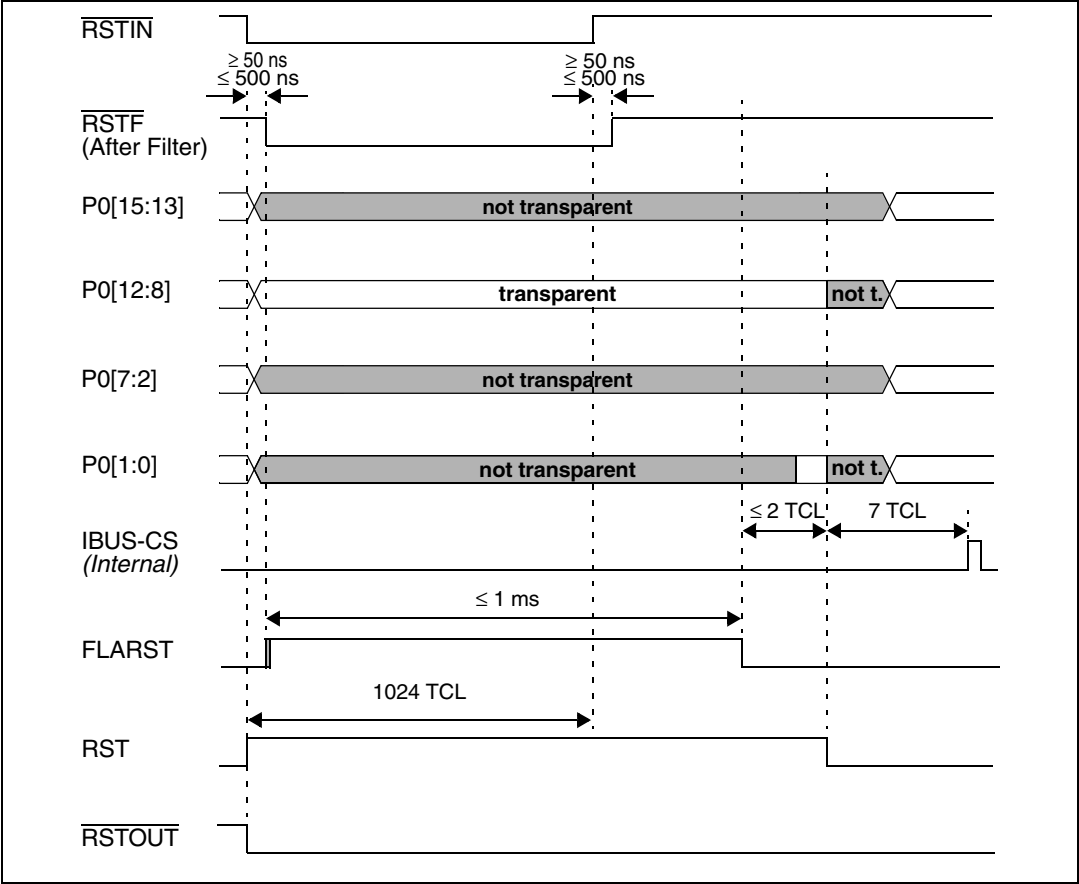 RSTIN
≥ 50 ns
≤ 500 ns
≥ 50 ns
≤ 500 ns
RSTF
(After Filter)
P0[15:13]
not transparent
P0[12:8]
transparent
not t.
P0[7:2]
not transparent
P0[1:0]
not transparent
not t.
≤ 2 TCL
7 TCL
IBUS-CS
(Internal)
≤ 1 ms
FLARST
1024 TCL
RST
RSTOUT